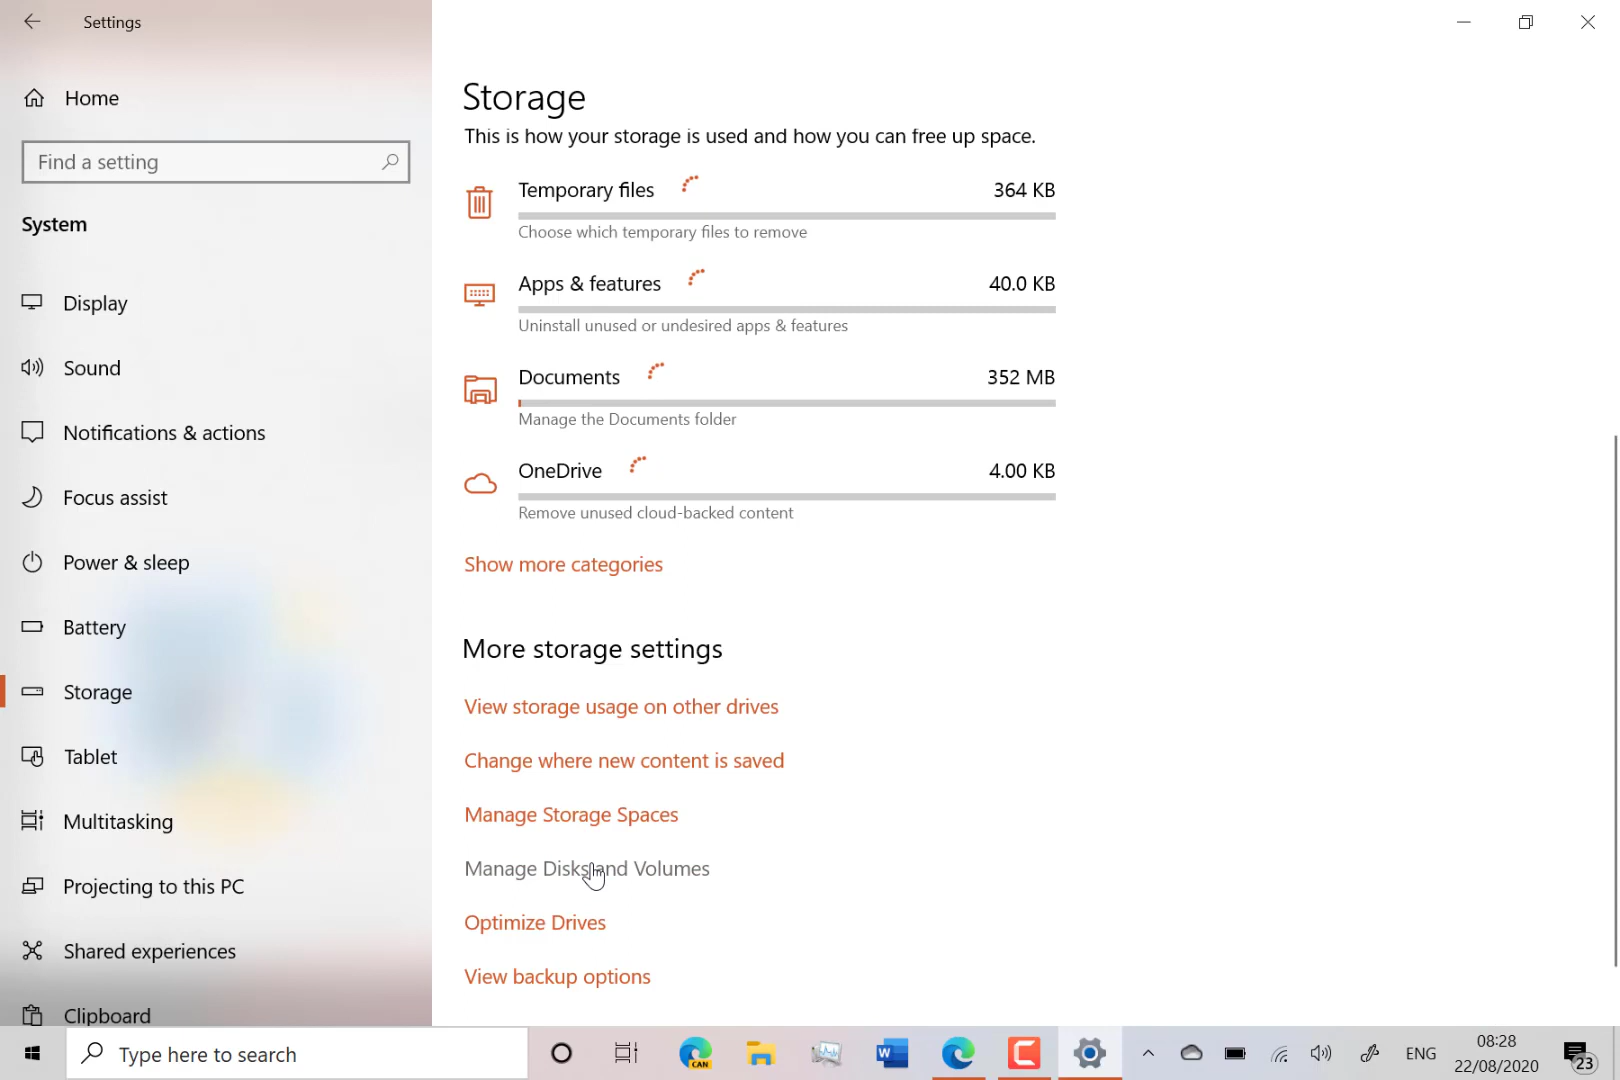 Settings
Home
Find a setting
System
Display
Sound
Notifications & actions
Focus assist
Power & sleep
Battery
Storage
Tablet
Multitasking
Projecting to this PC
Shared experiences
Clipboard
Storage
This is how your storage is used and how you can free up space.
Temporary files 364 KB
Choose which temporary files to remove
Apps & features 40.0 KB
Uninstall unused or undesired apps & features
Documents 352 MB
Manage the Documents folder
OneDrive 4.00 KB
Remove unused cloud-backed content
Show more categories
More storage settings
View storage usage on other drives
Change where new content is saved
Manage Storage Spaces
Manage Disks and Volumes
Optimize Drives
View backup options
Type here to search
CAN
W
ENG
08:28
22/08/2020
23